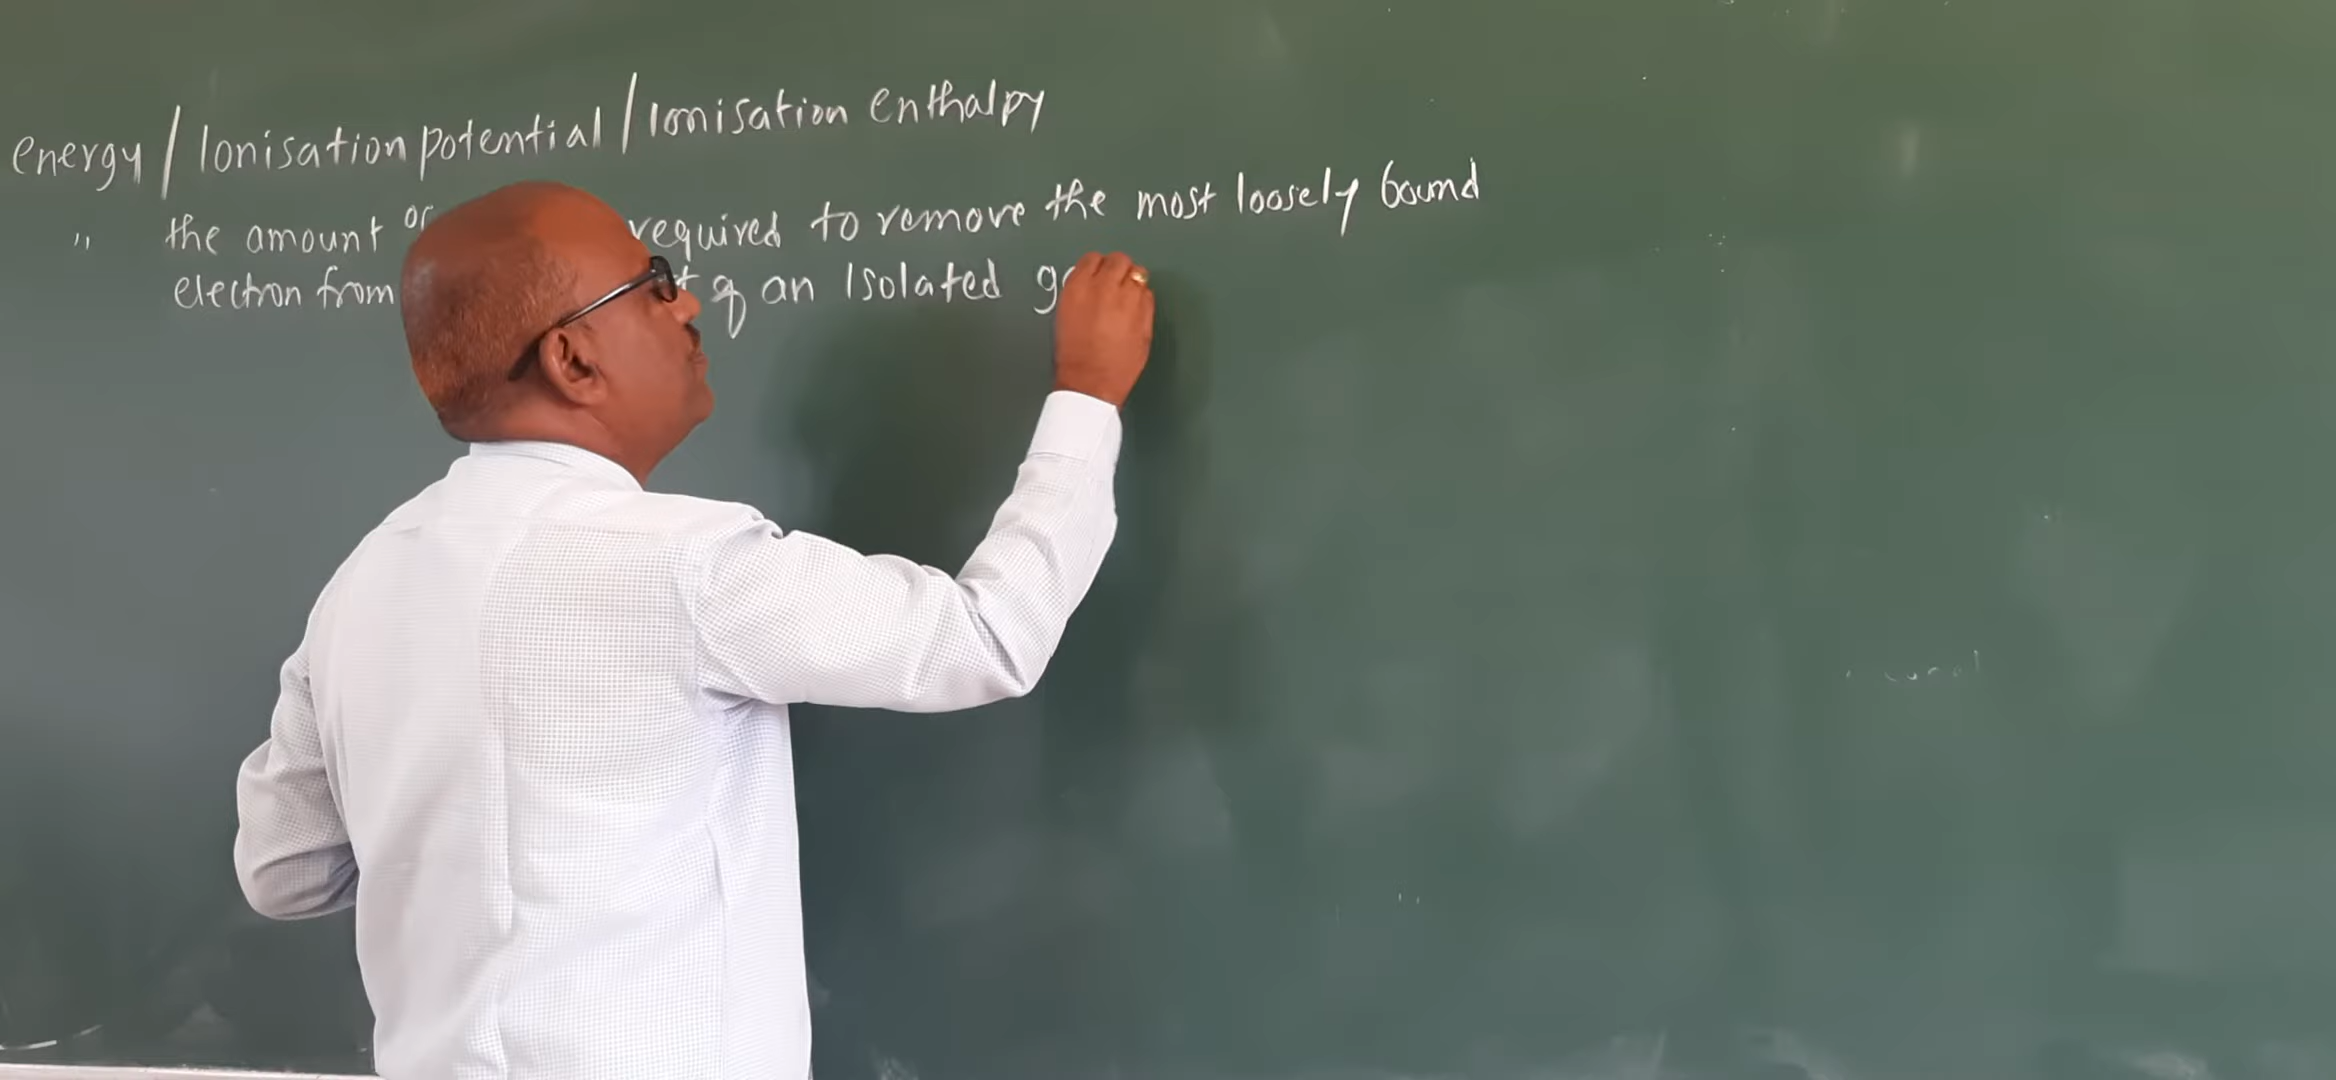 energy / Ionisation potential / Ionisation enthalpy
" the amount required to remove the most loosely bound
electron from of an Isolated